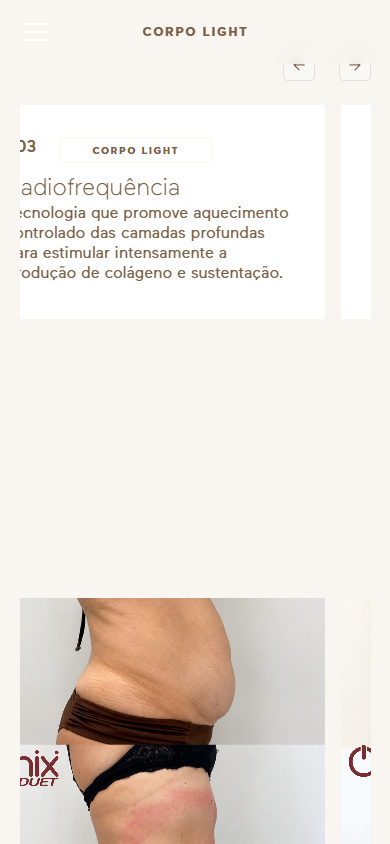 CORPO LIGHT
03
CORPO LIGHT
adiofrequência
ecnologia que promove aquecimento
ontrolado das camadas profundas
ara estimular intensamente a
rodução de colágeno e sustentação.
nix
DUET